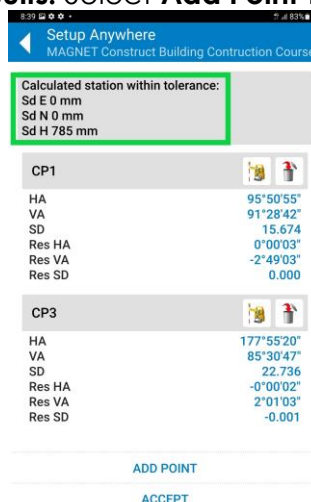 Select Add Point
8:39 83%
Setup Anywhere
MAGNET Construct Building Contruction Course
Calculated station within tolerance:
Sd E 0 mm
Sd N 0 mm
Sd H 785 mm
CP1
HA 95°50'55"
VA 91°28'42"
SD 15.674
Res HA 0°00'03"
Res VA -2°49'03"
Res SD 0.000
CP3
HA 177°55'20"
VA 85°30'47"
SD 22.736
Res HA -0°00'02"
Res VA 2°01'03"
Res SD -0.001
ADD POINT
ACCEPT